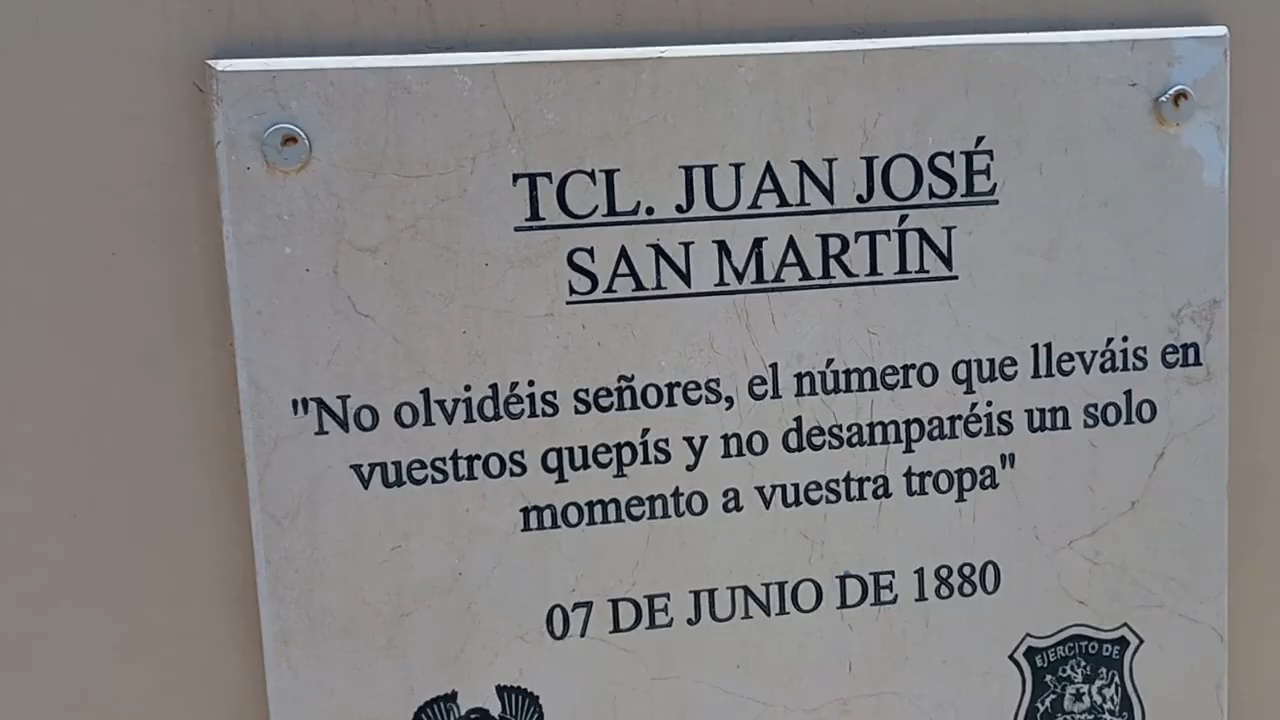 TCL. JUAN JOSÉ
SAN MARTÍN
"No olvidéis señores, el número que lleváis en
vuestros quepís y no desamparéis un solo
momento a vuestra tropa"
07 DE JUNIO DE 1880
EJERCITO DE